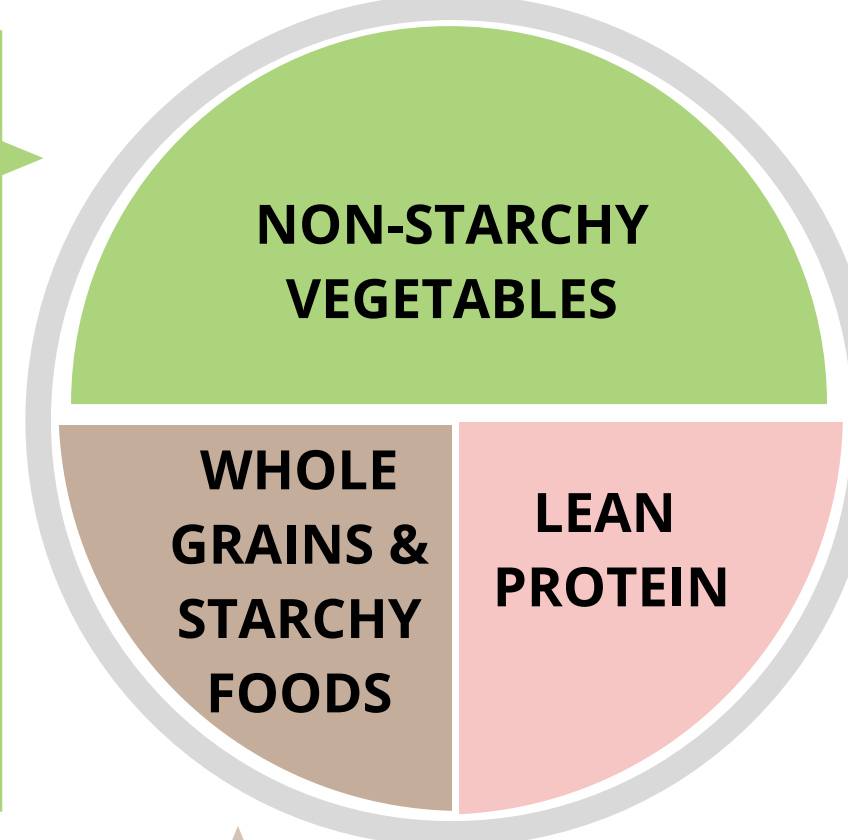 NON-STARCHY
VEGETABLES
WHOLE
GRAINS &
STARCHY
FOODS
LEAN
PROTEIN